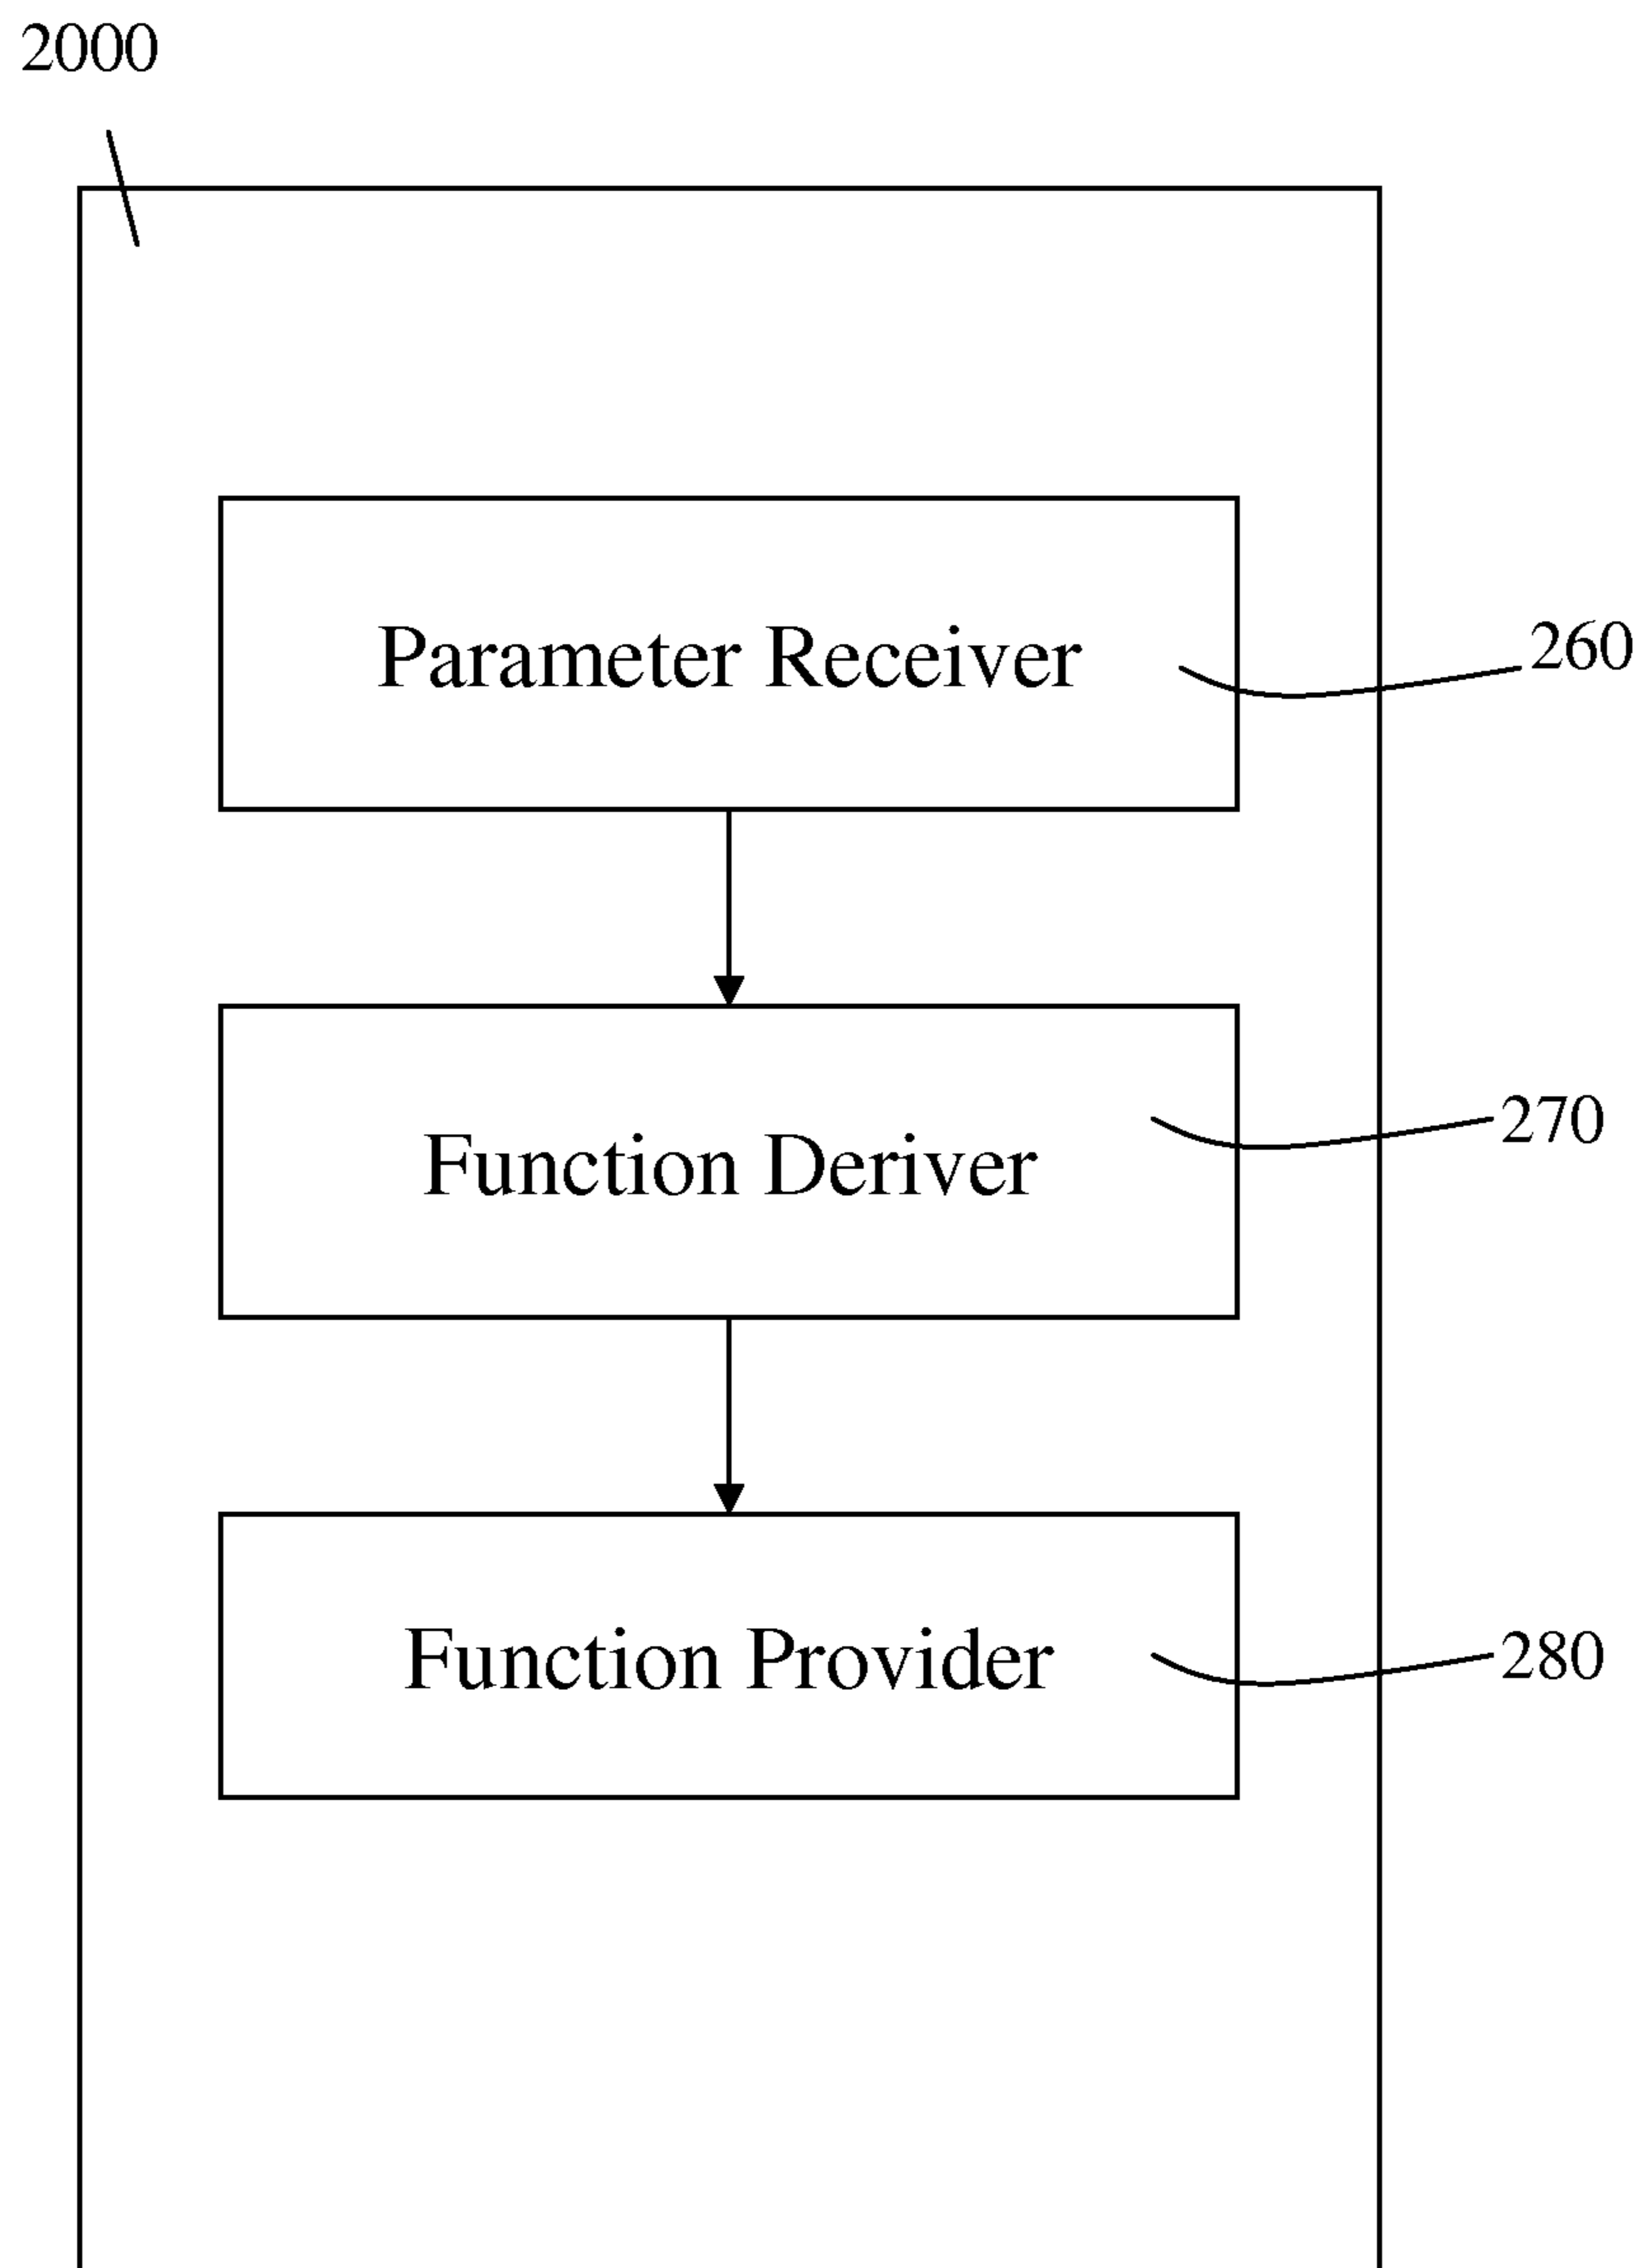 2000
Parameter Receiver
260
Function Deriver
270
Function Provider
280